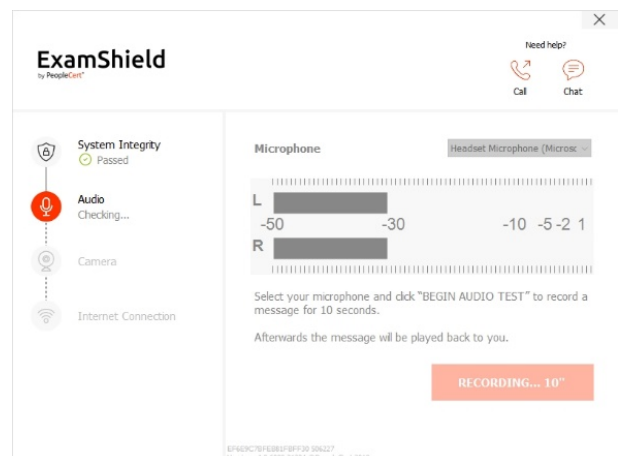 Need help?
ExamShield
by PeopleCert
Call
Chat
System Integrity
Passed
Audio
Checking...
Camera
Internet Connection
Microphone
Headset Microphone (Microsc
L
-50 -30 -10 -5 -2 1
R
Select your microphone and click "BEGIN AUDIO TEST" to record a
message for 10 seconds.
Afterwards the message will be played back to you.
RECORDING... 10"